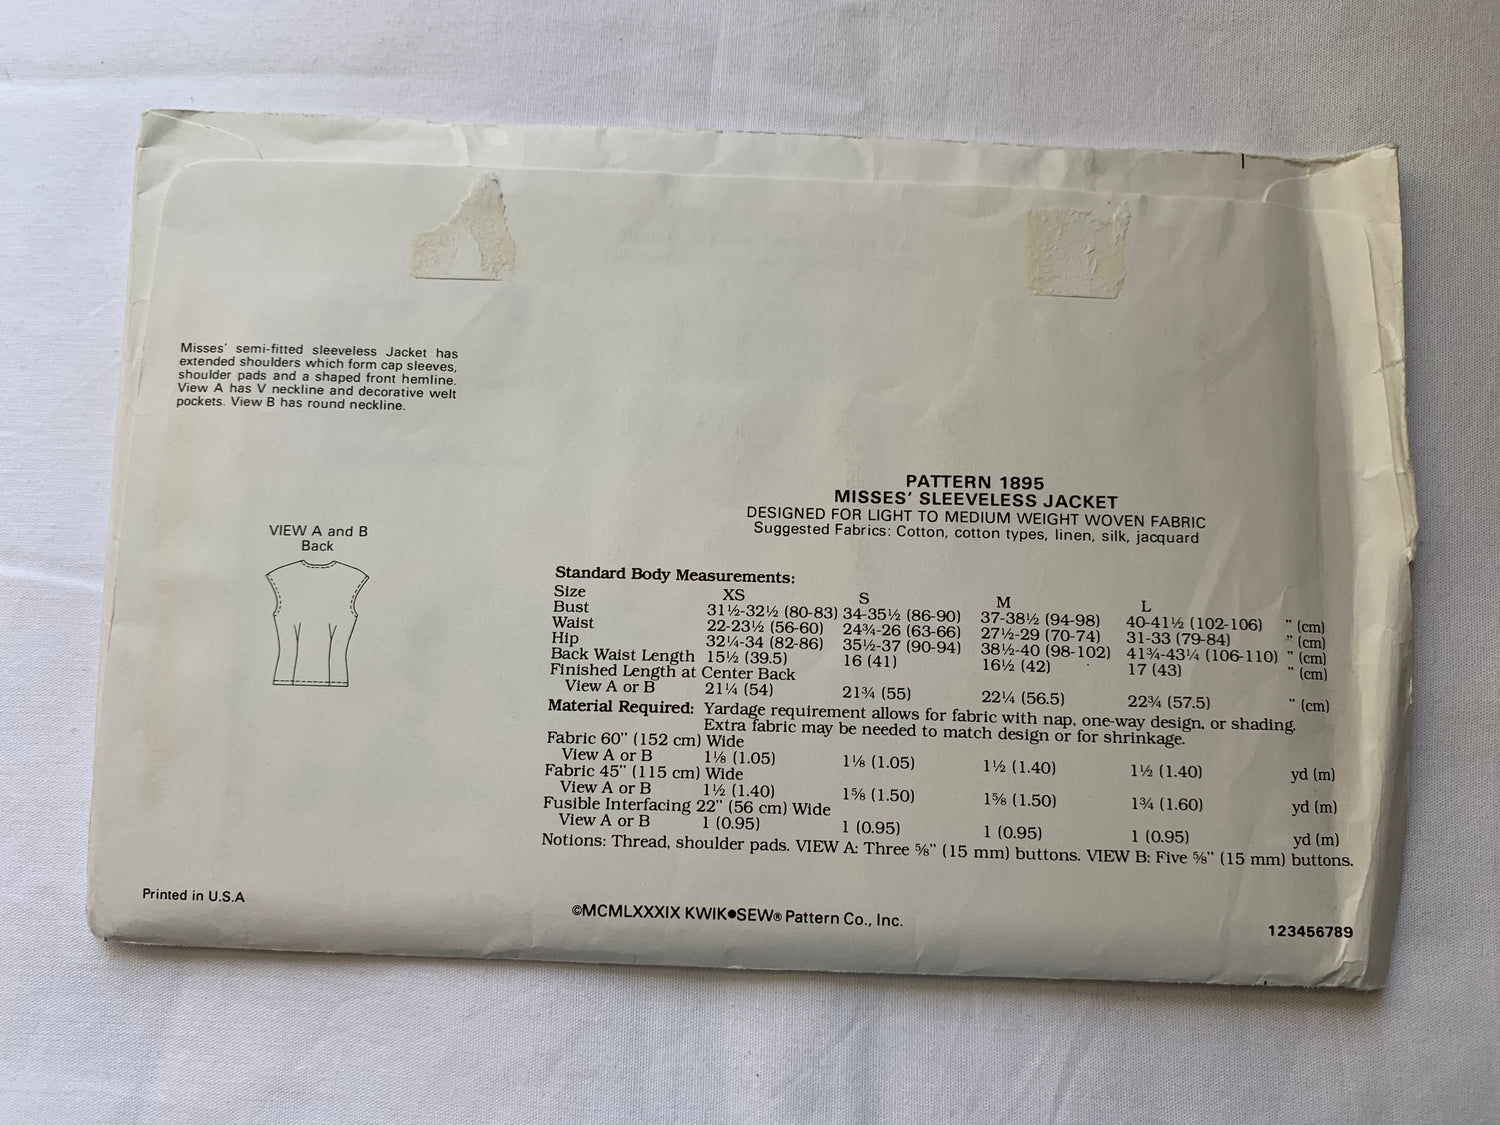 Misses' semi-fitted sleeveless Jacket has
extended shoulders which form cap sleeves,
shoulder pads and a shaped front hemline.
View A has V neckline and decorative welt
pockets. View B has round neckline.
VIEW A and B
Back
PATTERN 1895
MISSES' SLEEVELESS JACKET
DESIGNED FOR LIGHT TO MEDIUM WEIGHT WOVEN FABRIC
Suggested Fabrics: Cotton, cotton types, linen, silk, jacquard
Standard Body Measurements:
Size XS S M L
Bust 31½-32½ (80-83) 34-35½ (86-90) 37-38½ (94-98) 40-41½ (102-106) " (cm)
Waist 22-23½ (56-60) 24¾-26 (63-66) 27½-29 (70-74) 31-33 (79-84) " (cm)
Hip 32¼-34 (82-86) 35½-37 (90-94) 38½-40 (98-102) 41¾-43¼ (106-110) " (cm)
Back Waist Length 15½ (39.5) 16 (41) 16½ (42) 17 (43) " (cm)
Finished Length at Center Back
View A or B 21¼ (54) 21¾ (55) 22¼ (56.5) 22¾ (57.5) " (cm)
Material Required: Yardage requirement allows for fabric with nap, one-way design, or shading.
Extra fabric may be needed to match design or for shrinkage.
Fabric 60" (152 cm) Wide
View A or B 1⅛ (1.05) 1⅛ (1.05) 1½ (1.40) 1½ (1.40) yd (m)
Fabric 45" (115 cm) Wide
View A or B 1½ (1.40) 1⅝ (1.50) 1⅝ (1.50) 1¾ (1.60) yd (m)
Fusible Interfacing 22" (56 cm) Wide
View A or B 1 (0.95) 1 (0.95) 1 (0.95) 1 (0.95) yd (m)
Notions: Thread, shoulder pads. VIEW A: Three ⅝" (15 mm) buttons. VIEW B: Five ⅝" (15 mm) buttons.
Printed in U.S.A
©MCMLXXXIX KWIK●SEW® Pattern Co., Inc.
123456789